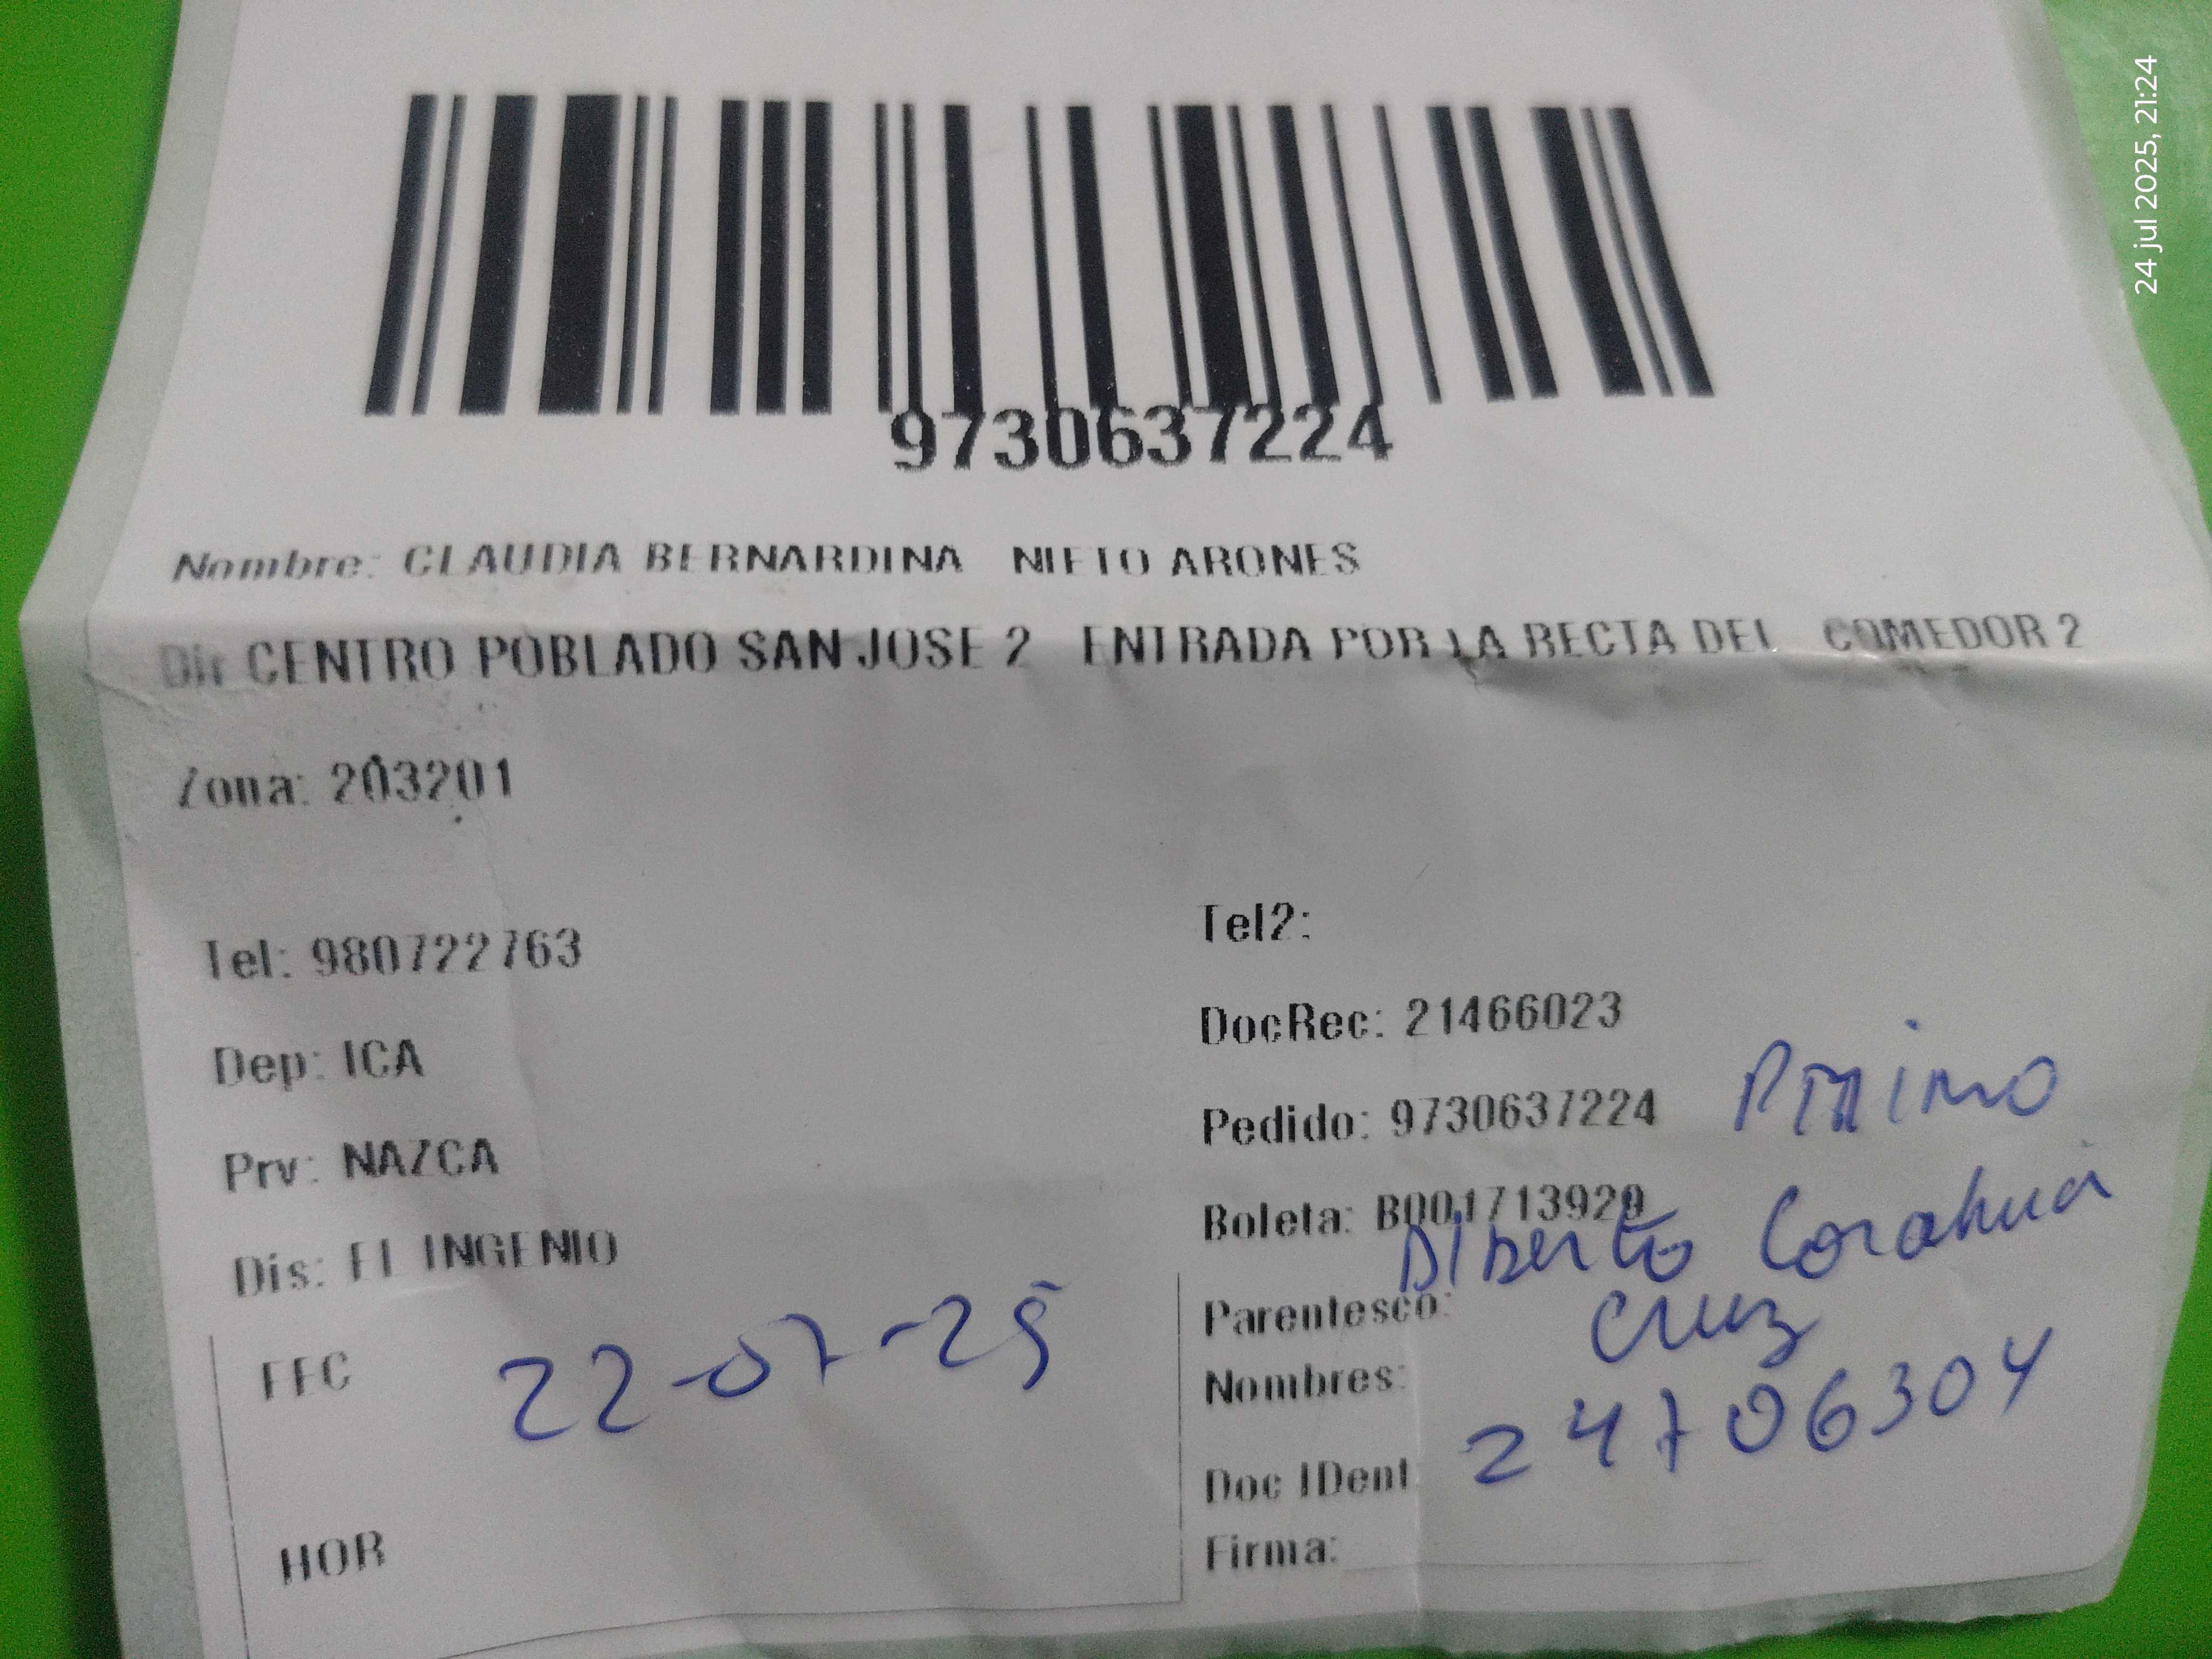 24 jul 2025, 21:24
9730637224
Nombre: CLAUDIA BERNARDINA NIETO ARONES
Dir CENTRO POBLADO SAN JOSE 2 ENTRADA POR LA RECTA DEL COMEDOR 2
Zona: 203201
Tel: 980722763
Tel2:
Dep: ICA
DocRec: 21466023
Prv: NAZCA
Pedido: 9730637224
Primo
Dis: EL INGENIO
Boleta: B001713929
Alberto Corahua
Cruz
FEC 22-07-25
Parentesco:
Nombres:
Doc IDent 24706304
HOR
Firma: